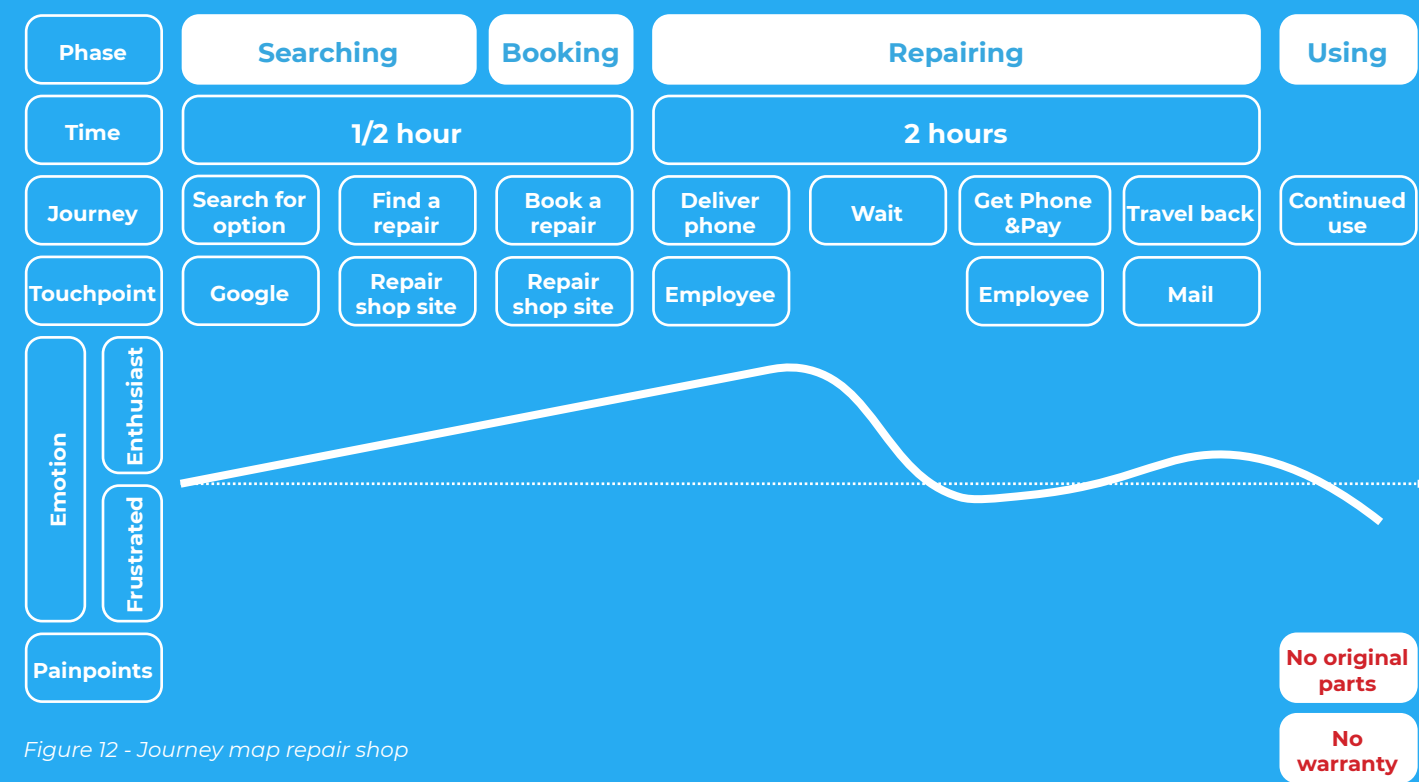 Phase
Searching
Booking
Repairing
Using
Time
1/2 hour
2 hours
Journey
Search for
option
Find a
repair
Book a
repair
Deliver
phone
Wait
Get Phone
&Pay
Travel back
Continued
use
Touchpoint
Google
Repair
shop site
Repair
shop site
Employee
Employee
Mail
Emotion
Enthusiast
Frustrated
Painpoints
No original
parts
No
warranty
Figure 12 - Journey map repair shop